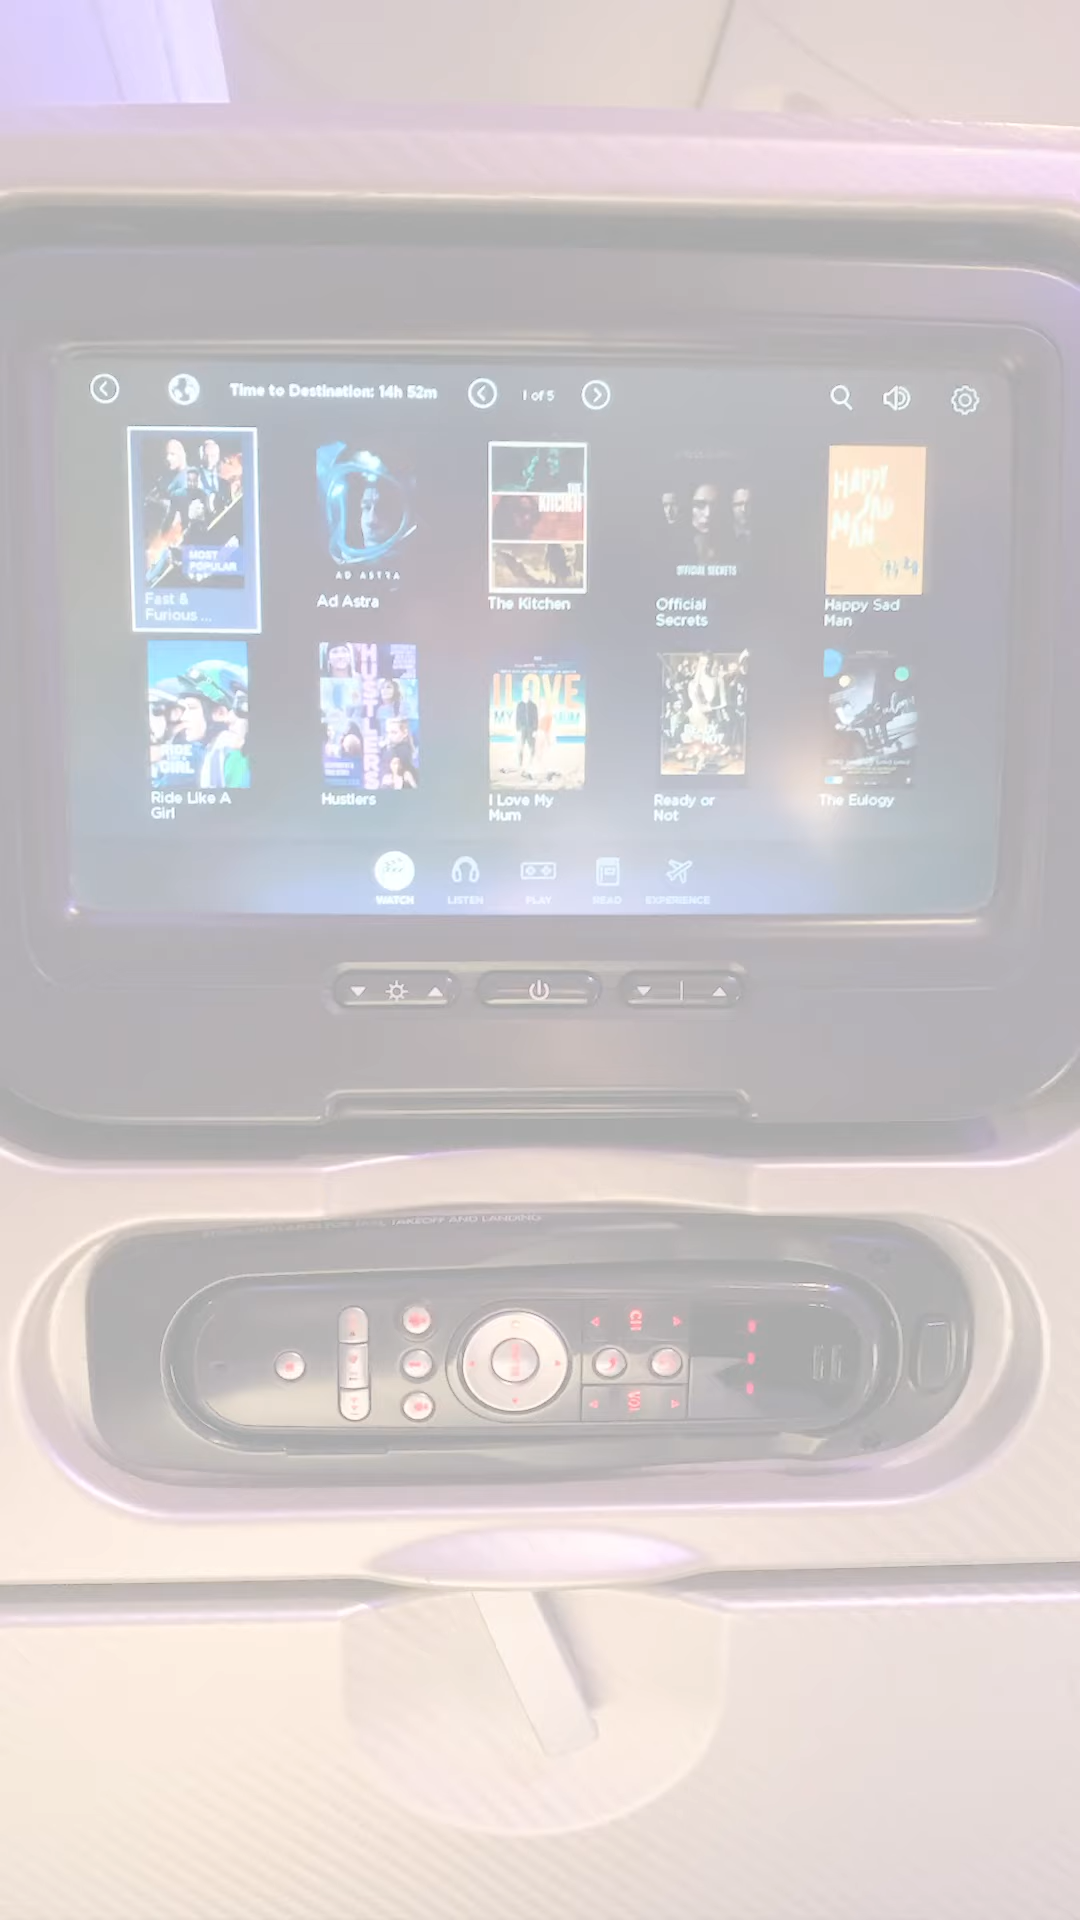 Time to Destination: 14h 52m
1 of 5
MOST
POPULAR
Fast &
Furious ...
AD ASTRA
Ad Astra
THE
KITCHEN
The Kitchen
OFFICIAL SECRETS
Official
Secrets
HAPPY
SAD
MAN
Happy Sad
Man
RIDE
GIRL
Ride Like A
Girl
HUSTLERS
Hustlers
I LOVE
MY MUM
I Love My
Mum
READY
OR NOT
Ready or
Not
The Eulogy
WATCH
LISTEN
PLAY
READ
EXPERIENCE
TAKEOFF AND LANDING
CH
VOL